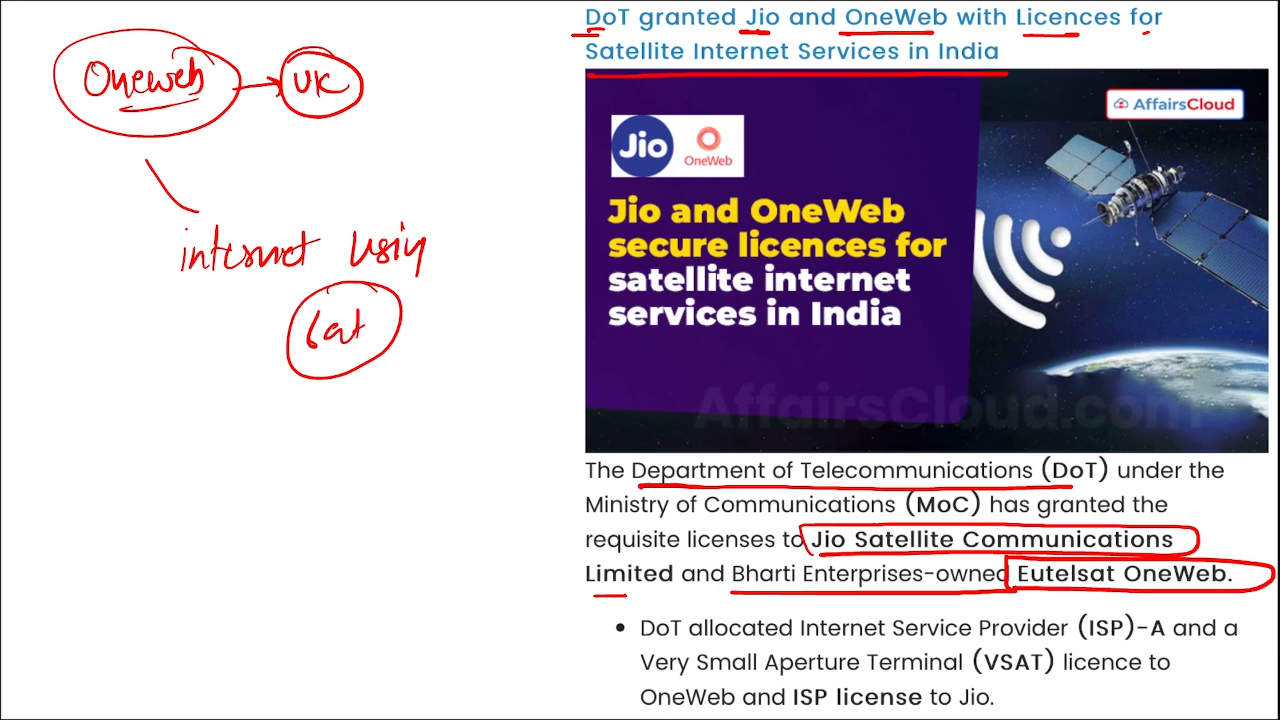 Oneweb → UK
internet using
Sat
DoT granted Jio and OneWeb with Licences for
Satellite Internet Services in India
AffairsCloud
Jio
OneWeb
Jio and OneWeb
secure licences for
satellite internet
services in India
AffairsCloud.com
The Department of Telecommunications (DoT) under the
Ministry of Communications (MoC) has granted the
requisite licenses to Jio Satellite Communications
Limited and Bharti Enterprises-owned Eutelsat OneWeb.
• DoT allocated Internet Service Provider (ISP)-A and a
Very Small Aperture Terminal (VSAT) licence to
OneWeb and ISP license to Jio.